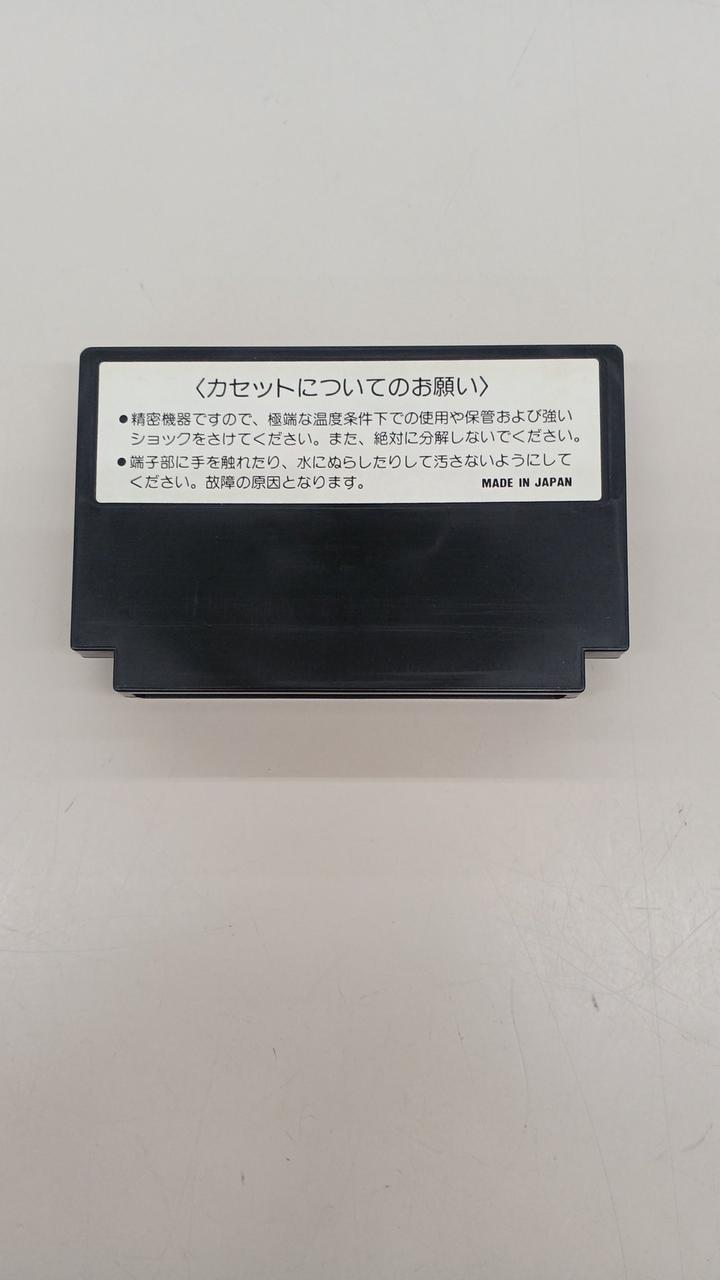 〈カセットについてのお願い〉
●精密機器ですので、極端な温度条件下での使用や保管および強い
ショックをさけてください。また、絶対に分解しないでください。
●端子部に手を触れたり、水にぬらしたりして汚さないようにして
ください。故障の原因となります。 MADE IN JAPAN